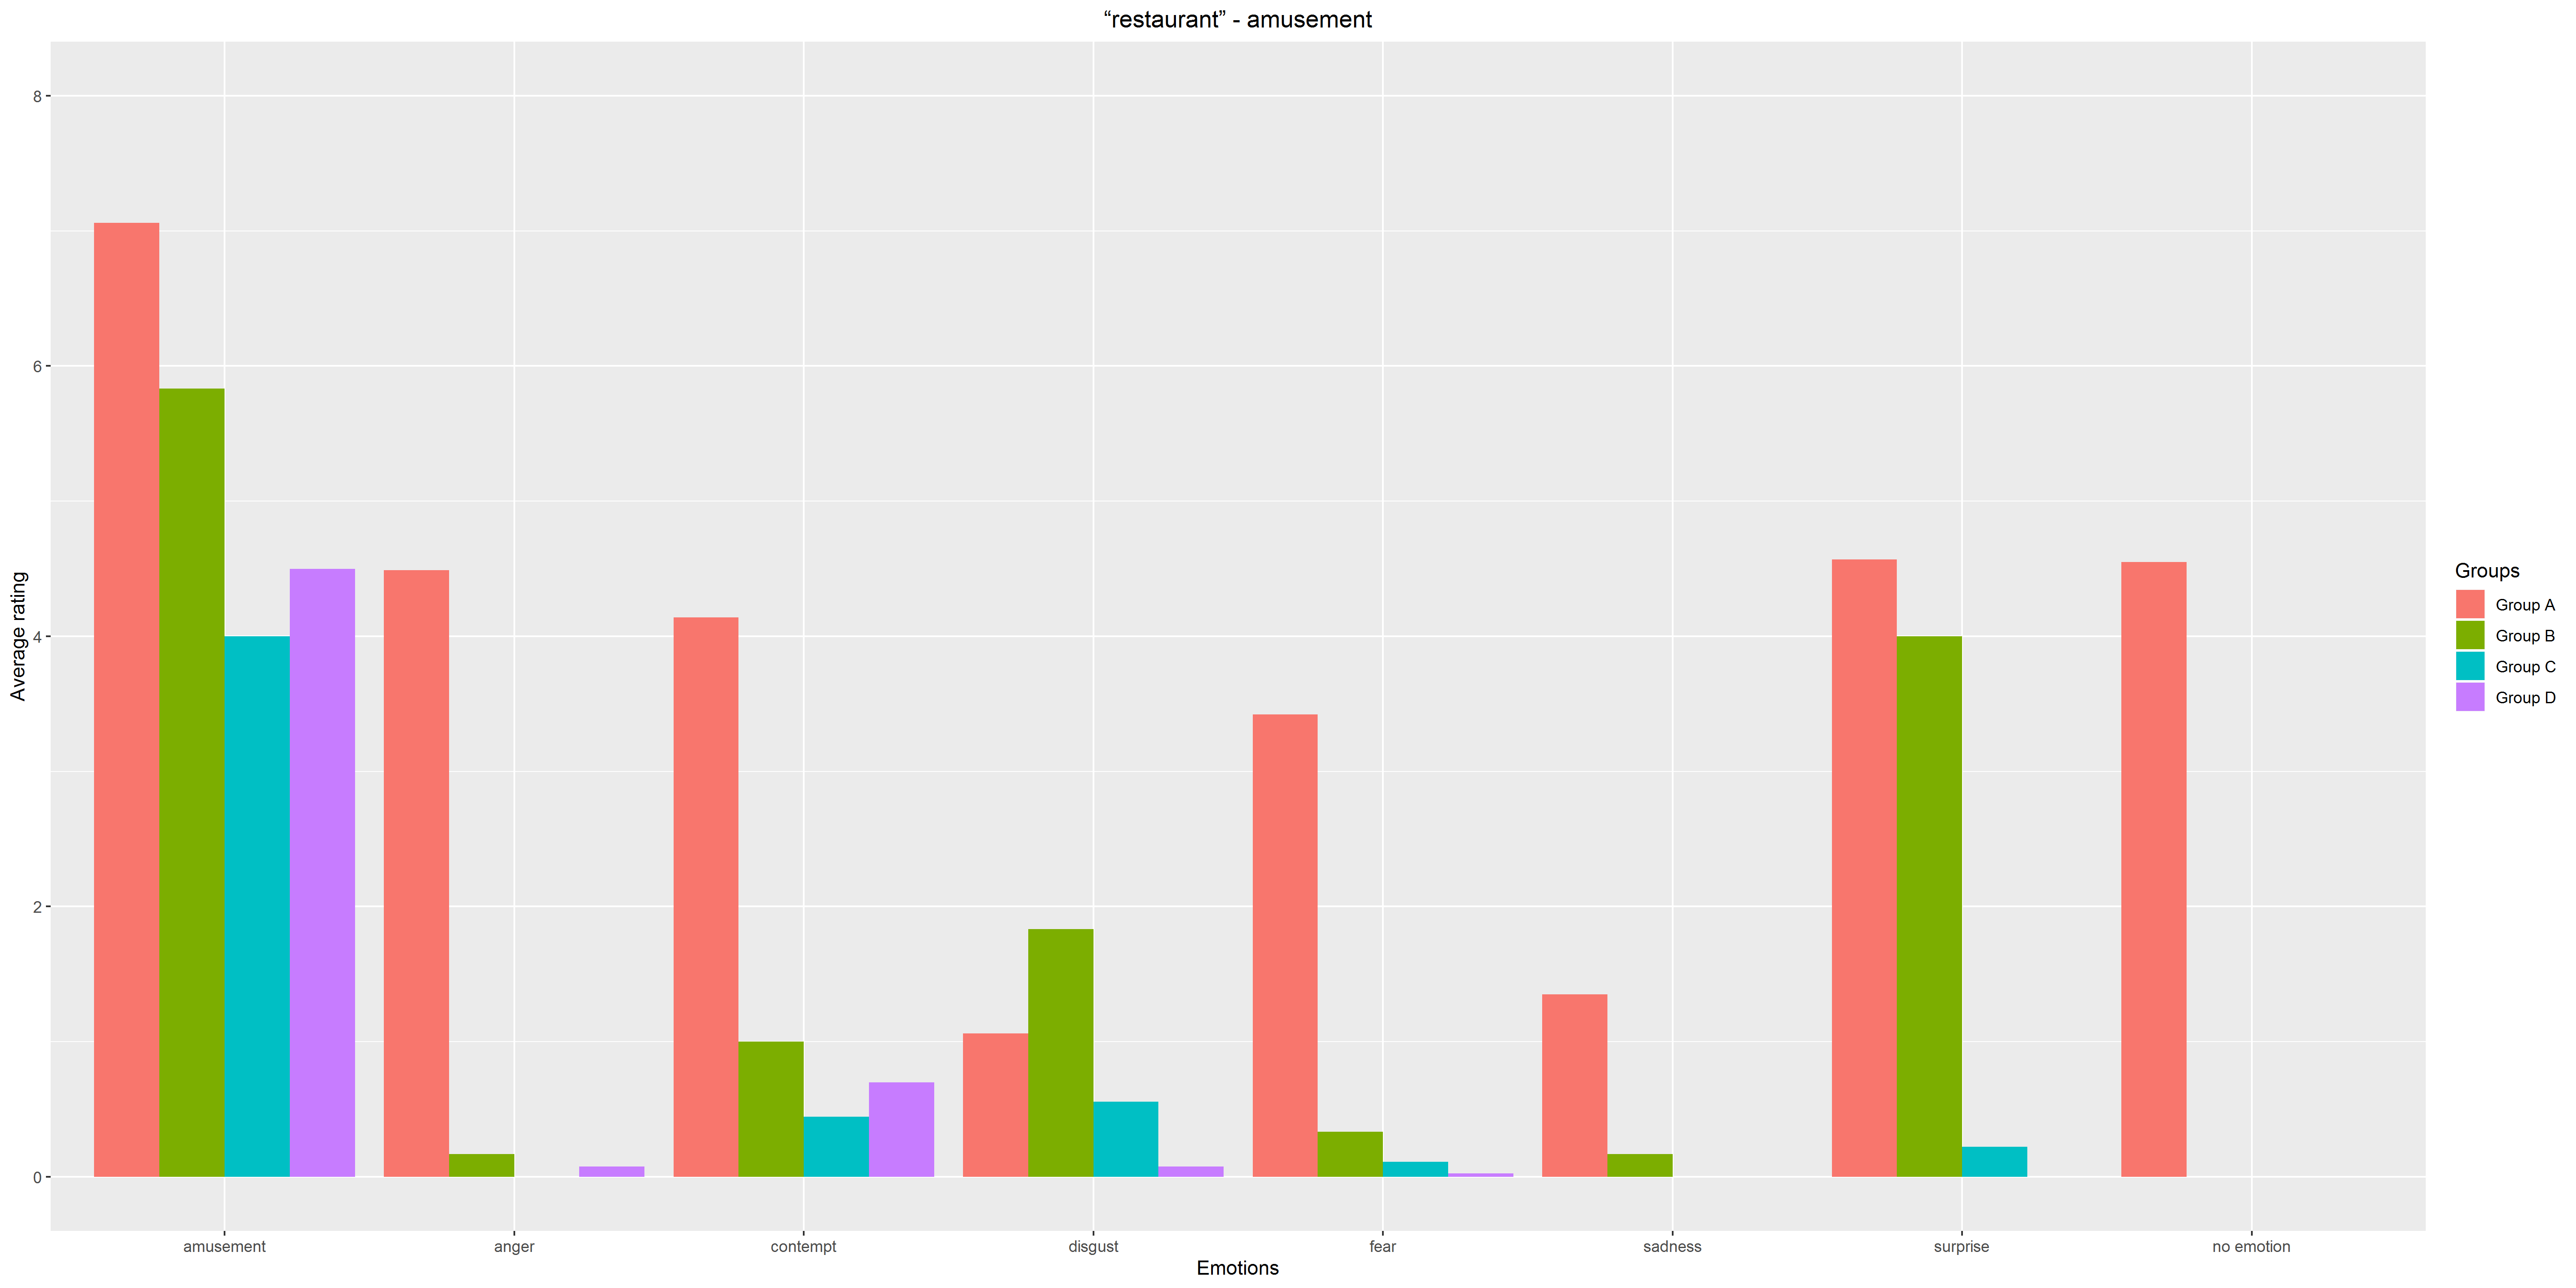 “restaurant” - amusement
8
6
4
2
0
Average rating
amusement anger contempt disgust fear sadness surprise no emotion
Emotions
Groups
Group A
Group B
Group C
Group D